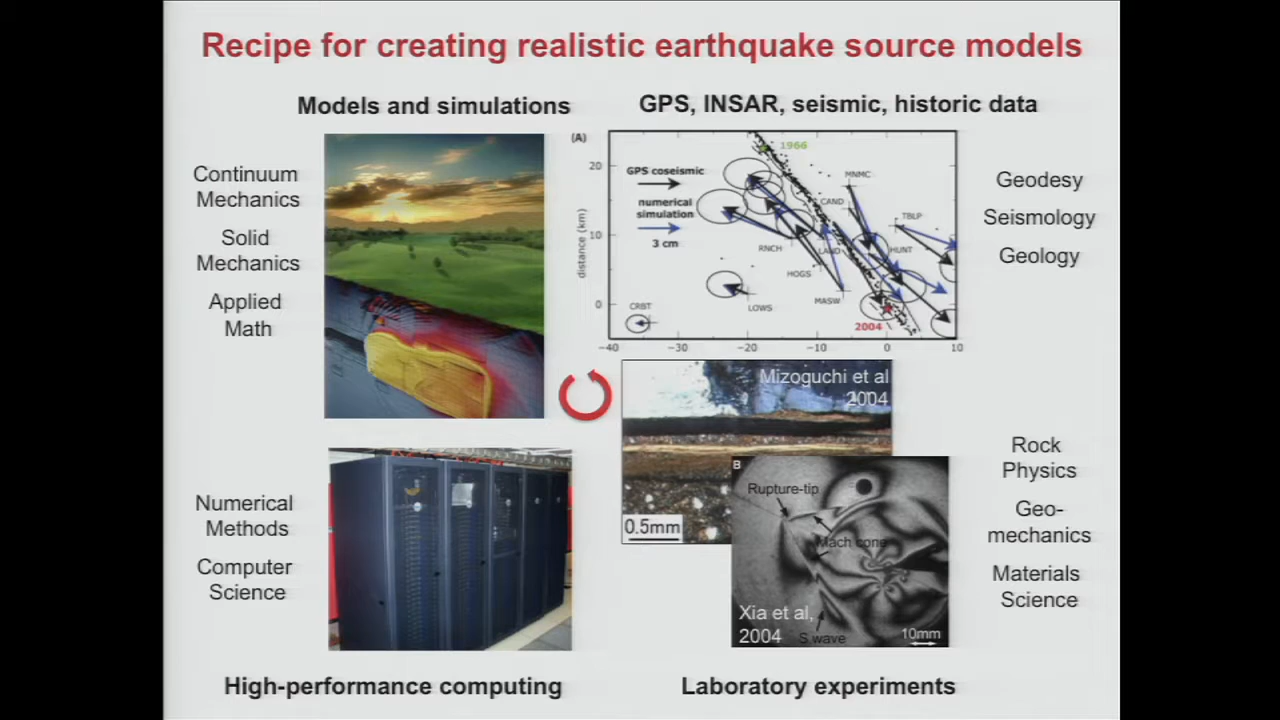 Recipe for creating realistic earthquake source models
Models and simulations
GPS, INSAR, seismic, historic data
Continuum
Mechanics
Solid
Mechanics
Applied
Math
(A)
1966
GPS coseismic
numerical
simulation
3 cm
MNMC
CAND
TBLP
RNCH
LAND
HUNT
HOGS
MASW
LOWS
CRBT
2004
distance (km)
20
10
0
−40
−30
−20
−10
0
10
Geodesy
Seismology
Geology
Mizoguchi et al
2004
0.5mm
B
Rupture-tip
Mach cone
Xia et al,
2004
S wave
10mm
Numerical
Methods
Computer
Science
Rock
Physics
Geo-
mechanics
Materials
Science
High-performance computing
Laboratory experiments